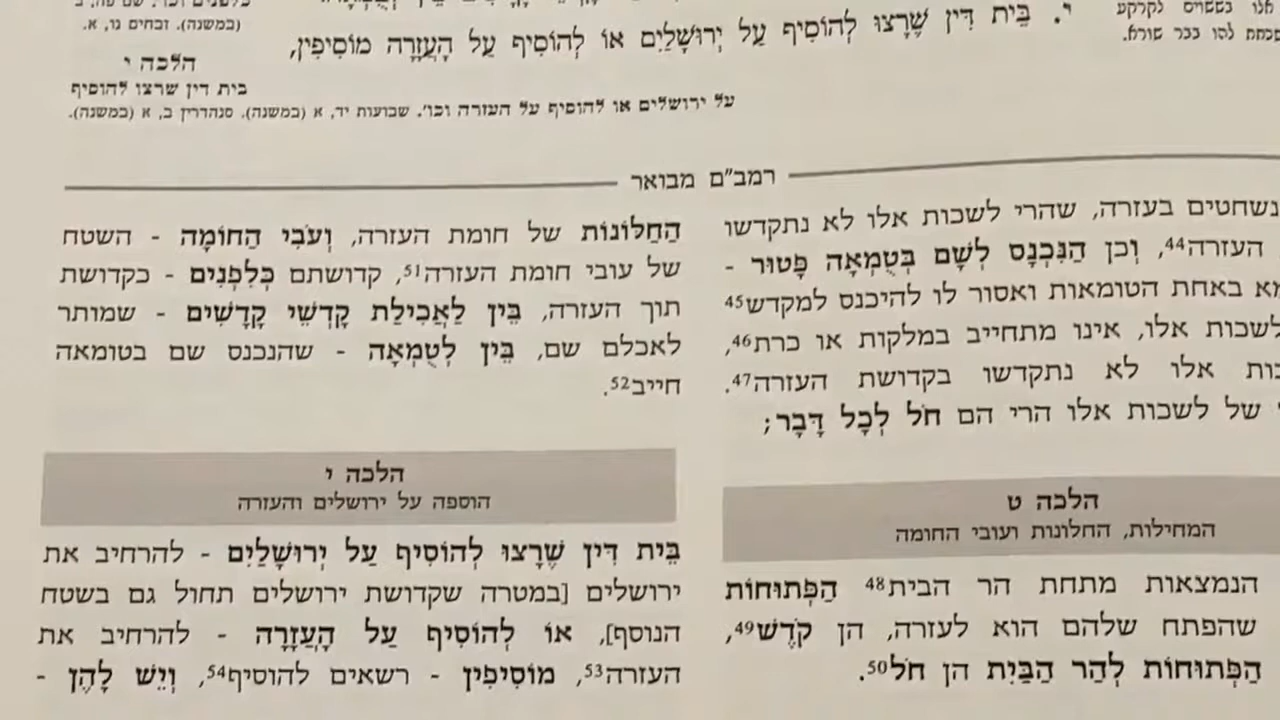 אלו בששוים לקרקע
י. בֵּית דִּין שֶׁרָצוּ לְהוֹסִיף עַל יְרוּשָׁלַיִם אוֹ לְהוֹסִיף עַל הָעֲזָרָה מוֹסִיפִין,
(במשנה). זבחים נו, א.
הלכה י
בית דין שרצו להוסיף
על ירושלים או להוסיף על העזרה וכו'. שבועות יד, א (במשנה). סנהדרין ב, א (במשנה).
רמב"ם מבואר
נשחטים בעזרה, שהרי לשכות אלו לא נתקדשו
העזרה44, וְכֵן הַנִּכְנָס לְשָׁם בְּטֻמְאָה פָּטוּר -
באחת הטומאות ואסור לו להיכנס למקדש45
לשכות אלו, אינו מתחייב במלקות או כרת46,
אלו לא נתקדשו בקדושת העזרה47.
של לשכות אלו הרי הם חֹל לְכָל דָּבָר;
הלכה ט
המחילות, החלונות ועובי החומה
הנמצאות מתחת הר הבית48 הַפְּתוּחוֹת
שהפתח שלהם הוא לעזרה, הן קֹדֶשׁ49,
הַפְּתוּחוֹת לְהַר הַבַּיִת הן חֹל50.
הַחַלּוֹנוֹת של חומת העזרה, וְעֹבִי הַחוֹמָה - השטח
של עובי חומת העזרה51, קדושתם כְּלִפְנִים - כקדושת
תוך העזרה, בֵּין לַאֲכִילַת קָדְשֵׁי קָדָשִׁים - שמותר
לאכלם שם, בֵּין לְטֻמְאָה - שהנכנס שם בטומאה
חייב52.
הלכה י
הוספה על ירושלים והעזרה
בֵּית דִּין שֶׁרָצוּ לְהוֹסִיף עַל יְרוּשָׁלַיִם - להרחיב את
ירושלים [במטרה שקדושת ירושלים תחול גם בשטח
הנוסף], אוֹ לְהוֹסִיף עַל הָעֲזָרָה - להרחיב את
העזרה53, מוֹסִיפִין - רשאים להוסיף54, וְיֵשׁ לָהֶן -